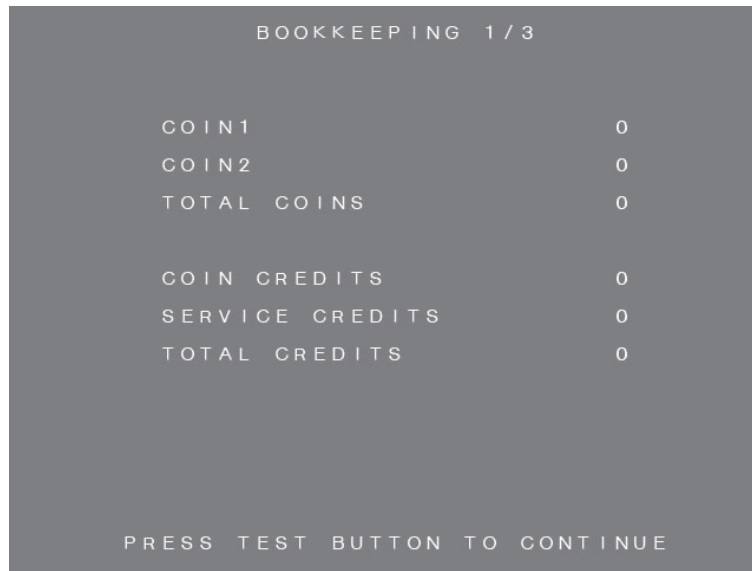 BOOKKEEPING 1/3
COIN1 0
COIN2 0
TOTAL COINS 0
COIN CREDITS 0
SERVICE CREDITS 0
TOTAL CREDITS 0
PRESS TEST BUTTON TO CONTINUE